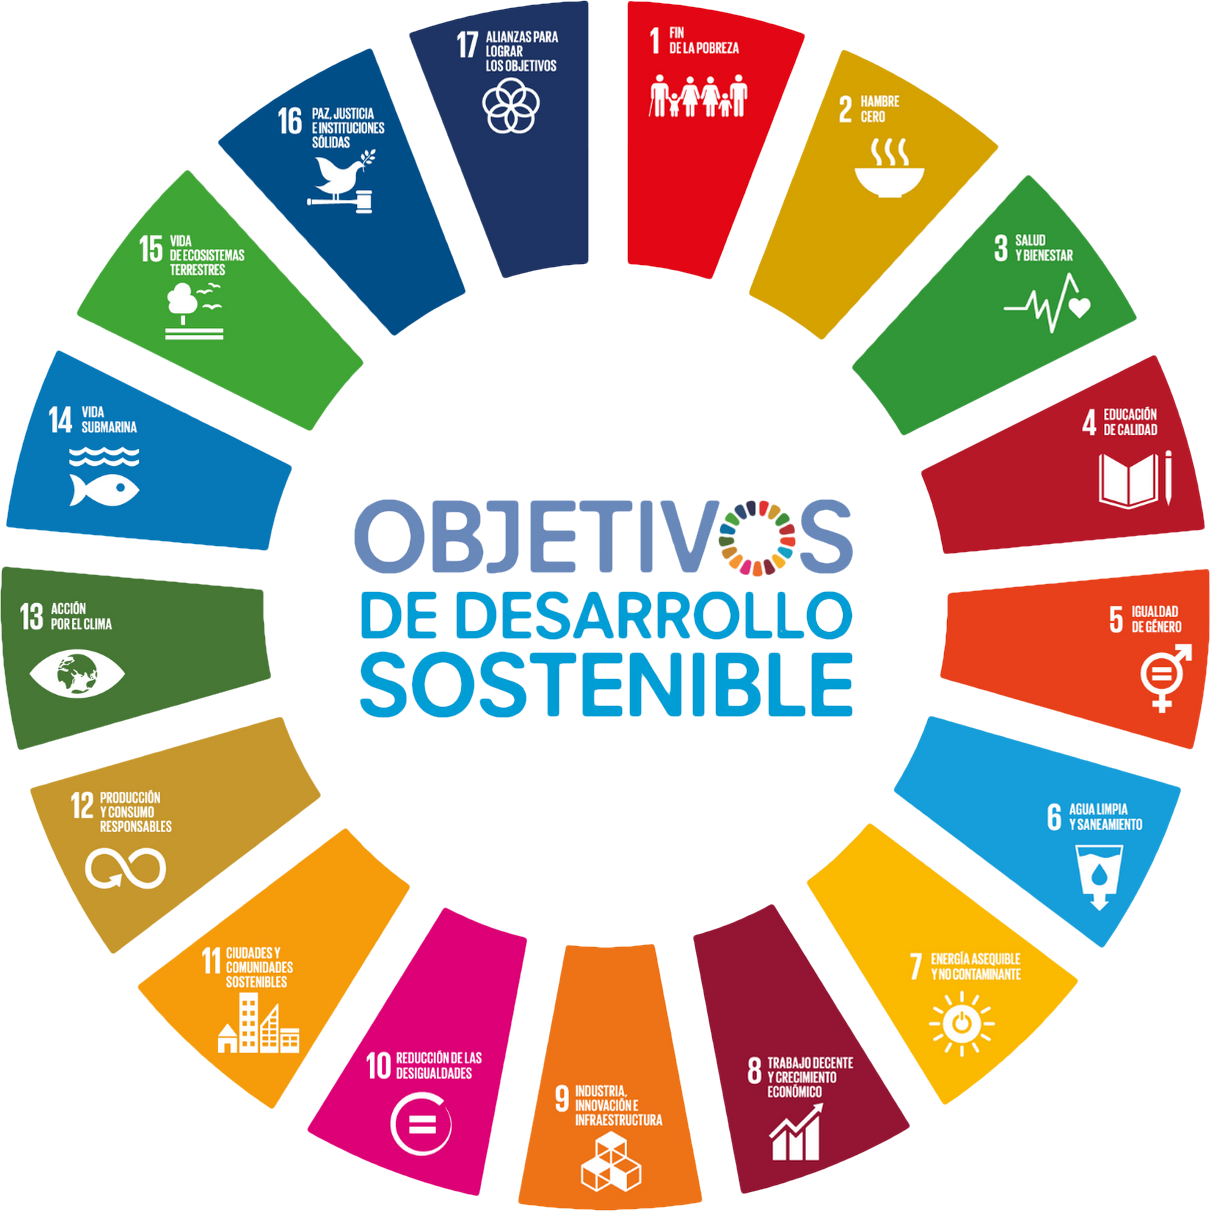 1 FIN
DE LA POBREZA
2 HAMBRE
CERO
3 SALUD
Y BIENESTAR
4 EDUCACIÓN
DE CALIDAD
5 IGUALDAD
DE GÉNERO
6 AGUA LIMPIA
Y SANEAMIENTO
7 ENERGÍA ASEQUIBLE
Y NO CONTAMINANTE
8 TRABAJO DECENTE
Y CRECIMIENTO
ECONÓMICO
9 INDUSTRIA,
INNOVACIÓN E
INFRAESTRUCTURA
10 REDUCCIÓN DE LAS
DESIGUALDADES
11 CIUDADES Y
COMUNIDADES
SOSTENIBLES
12 PRODUCCIÓN
Y CONSUMO
RESPONSABLES
13 ACCIÓN
POR EL CLIMA
14 VIDA
SUBMARINA
15 VIDA
DE ECOSISTEMAS
TERRESTRES
16 PAZ, JUSTICIA
E INSTITUCIONES
SÓLIDAS
17 ALIANZAS PARA
LOGRAR
LOS OBJETIVOS
OBJETIVOS
DE DESARROLLO
SOSTENIBLE